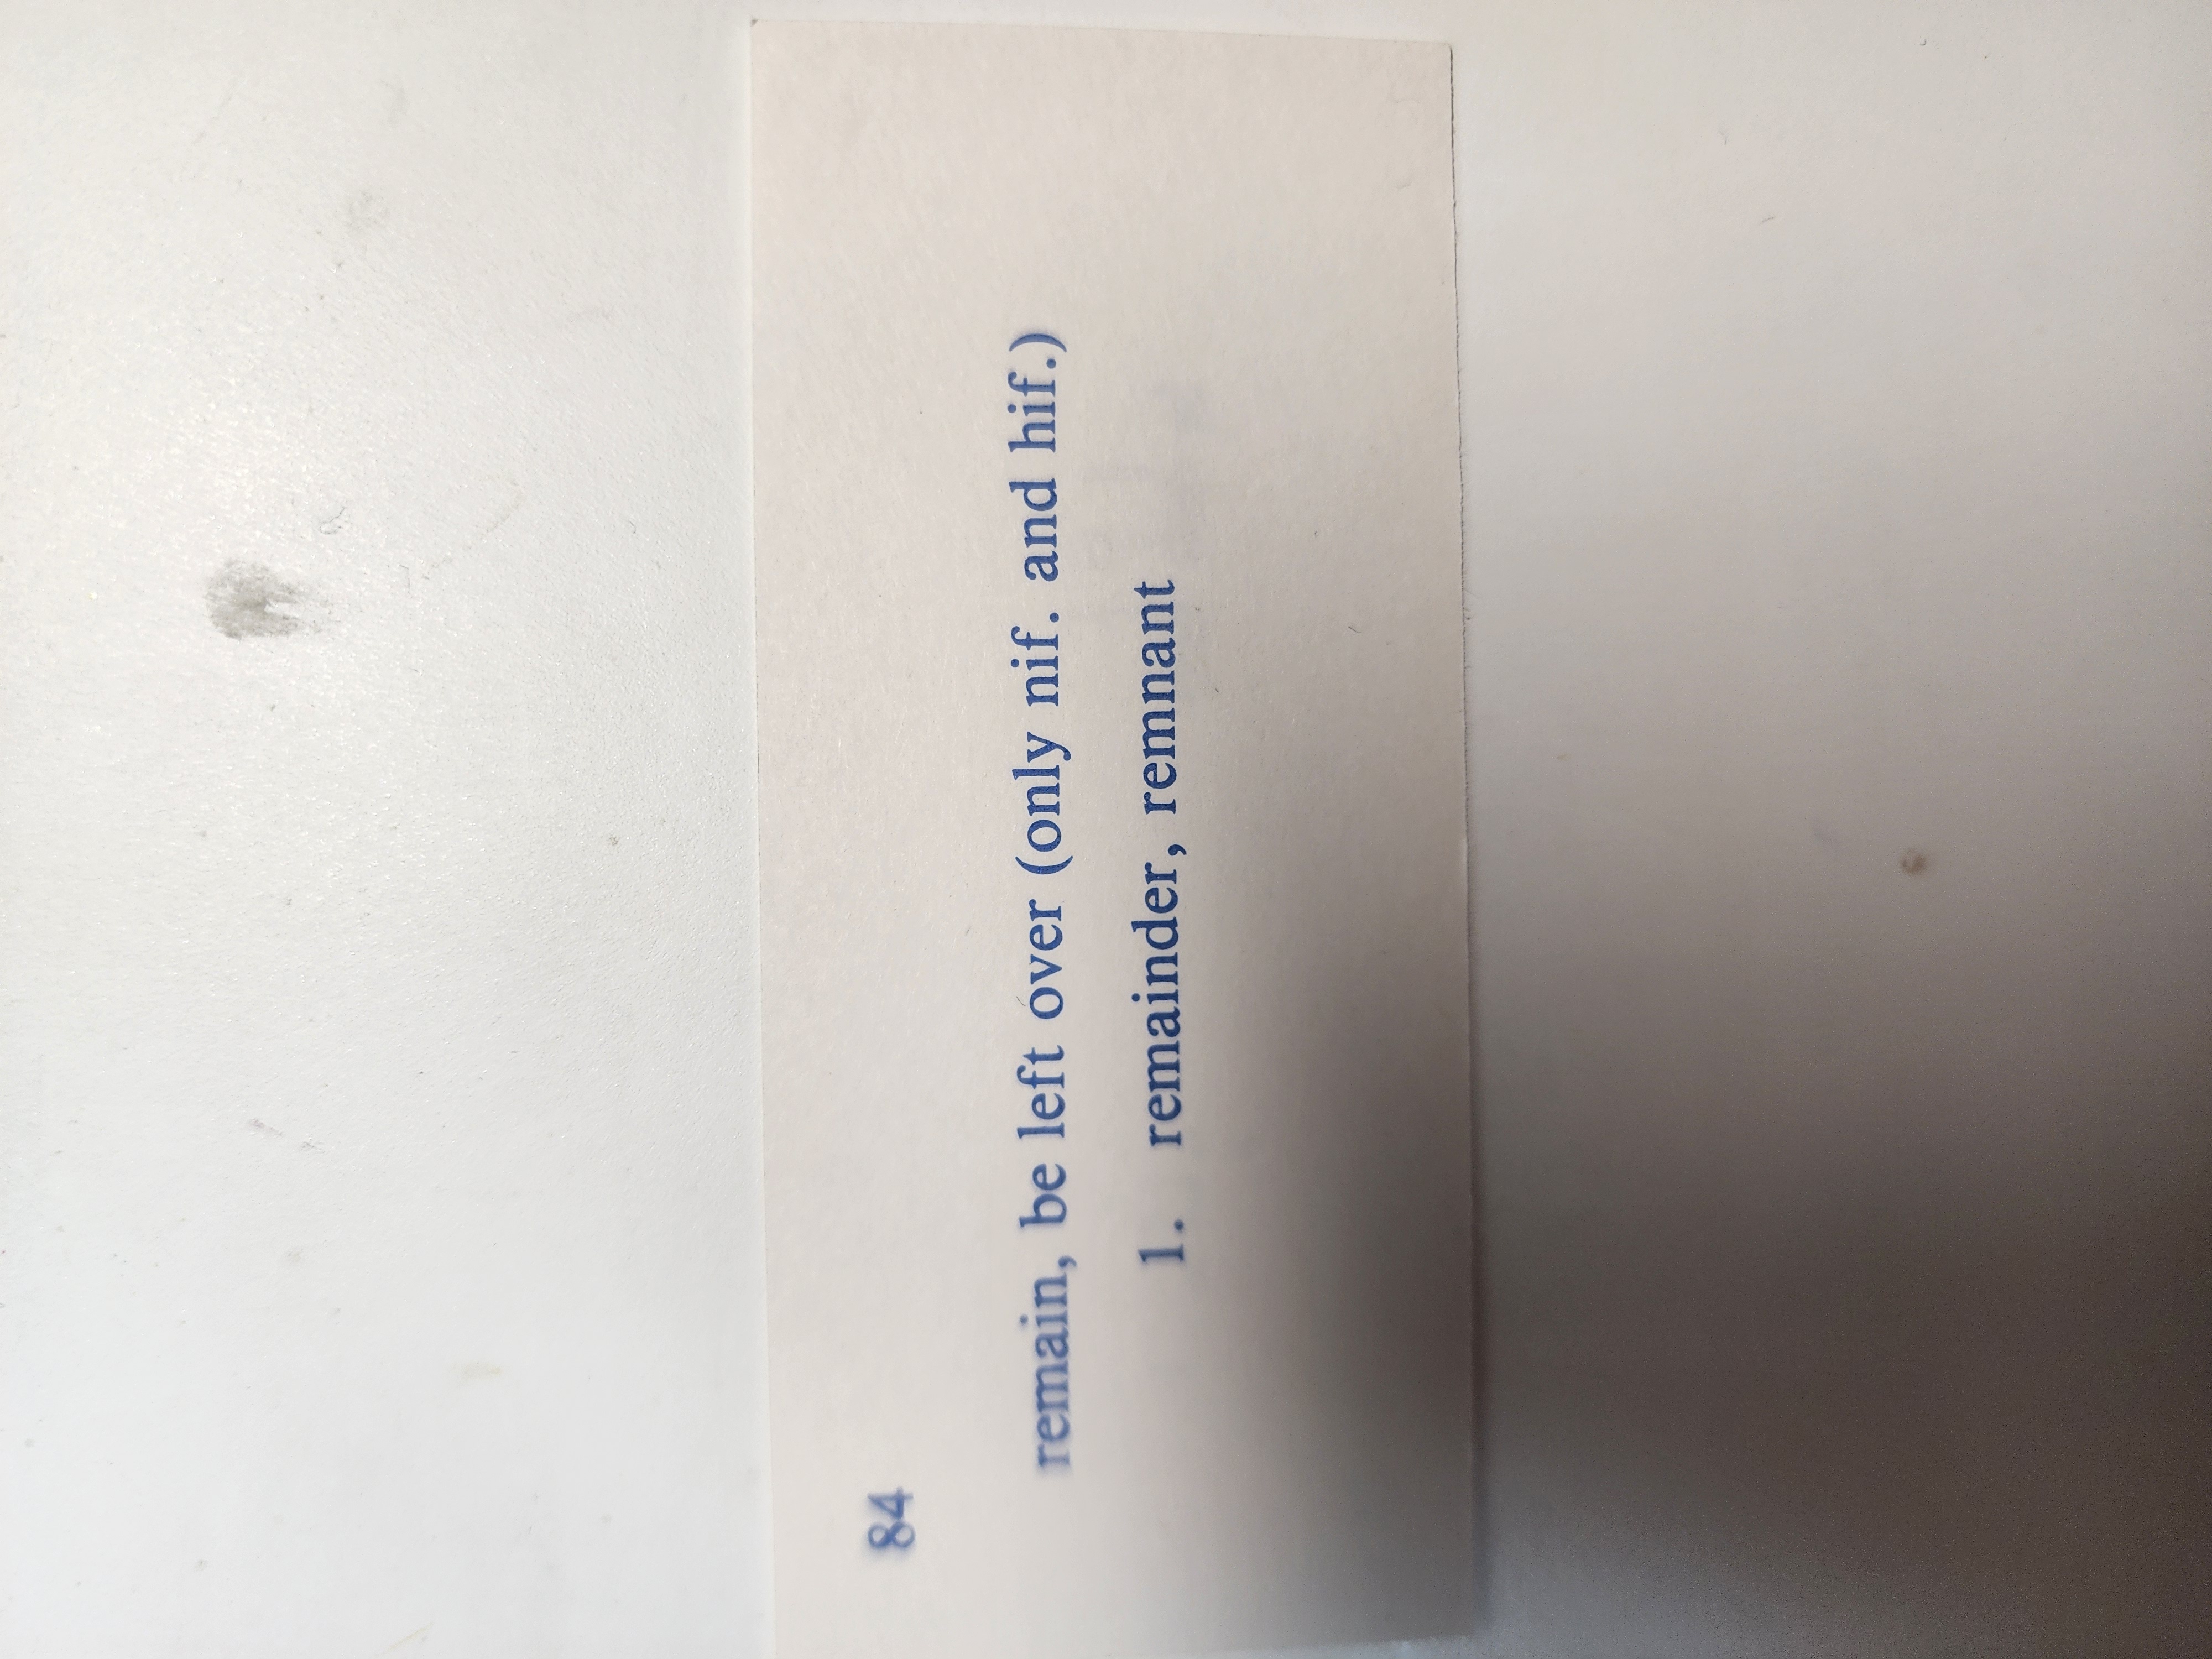 84
remain, be left over (only nif. and hif.)
1. remainder, remnant